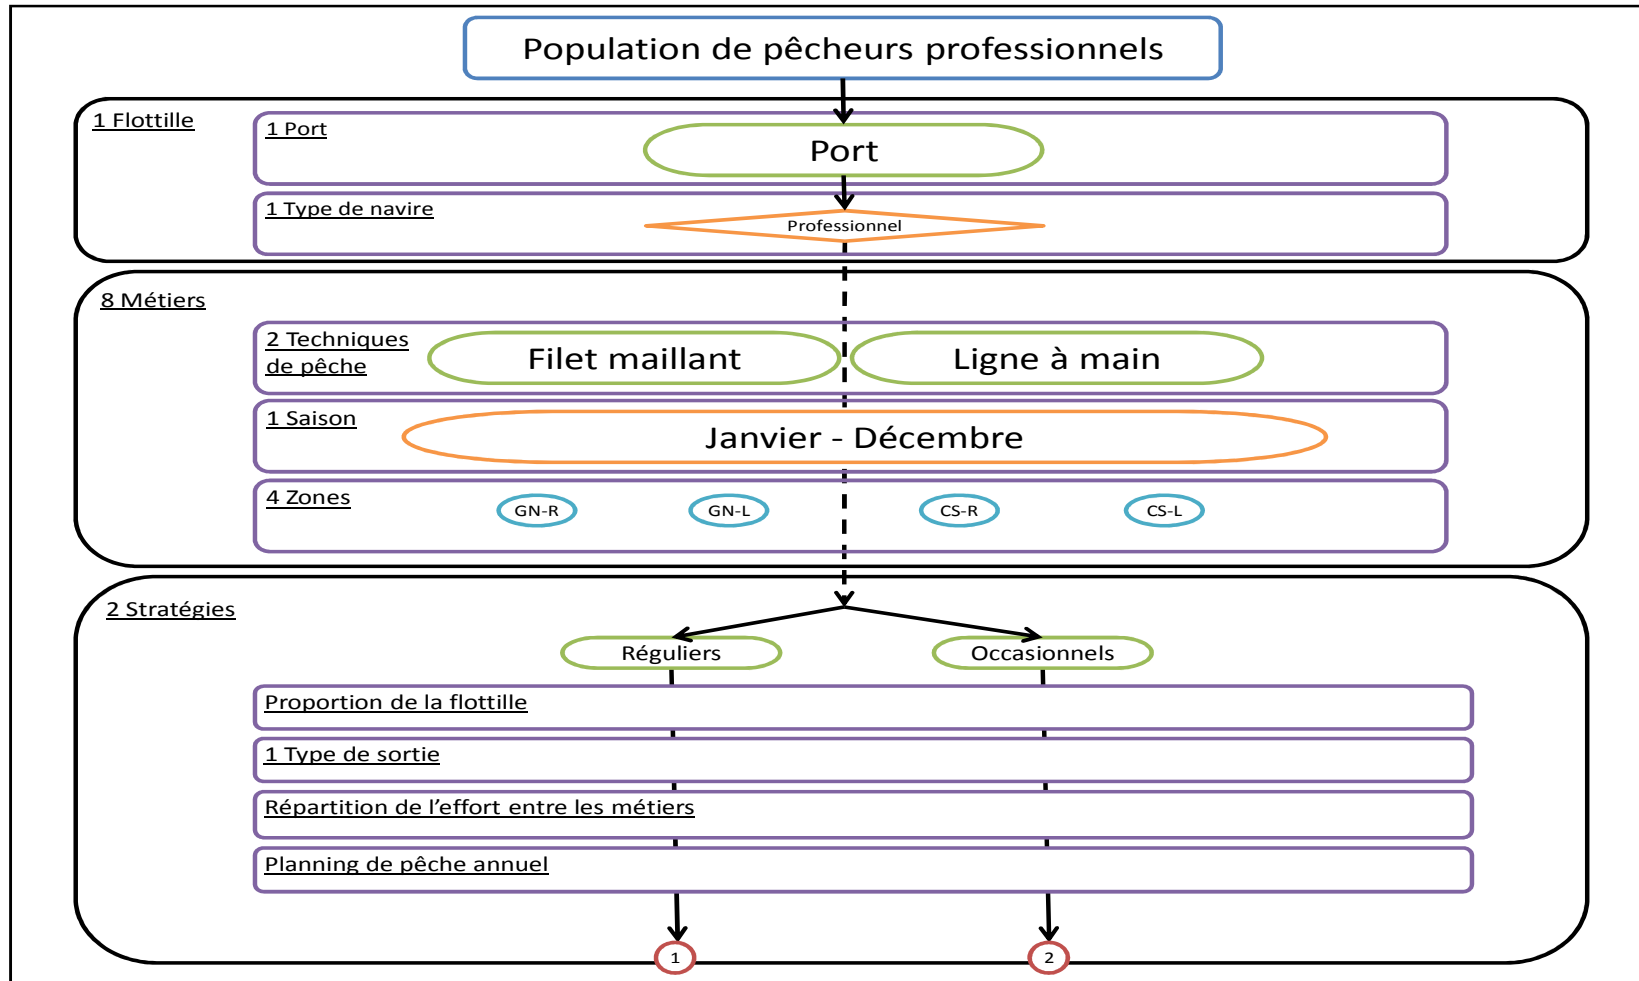 Population de pêcheurs professionnels
1 Flottille
1 Port
Port
1 Type de navire
Professionnel
8 Métiers
2 Techniques
de pêche
Filet maillant
Ligne à main
1 Saison
Janvier - Décembre
4 Zones
GN-R
GN-L
CS-R
CS-L
2 Stratégies
Réguliers
Occasionnels
Proportion de la flottille
1 Type de sortie
Répartition de l’effort entre les métiers
Planning de pêche annuel
1
2